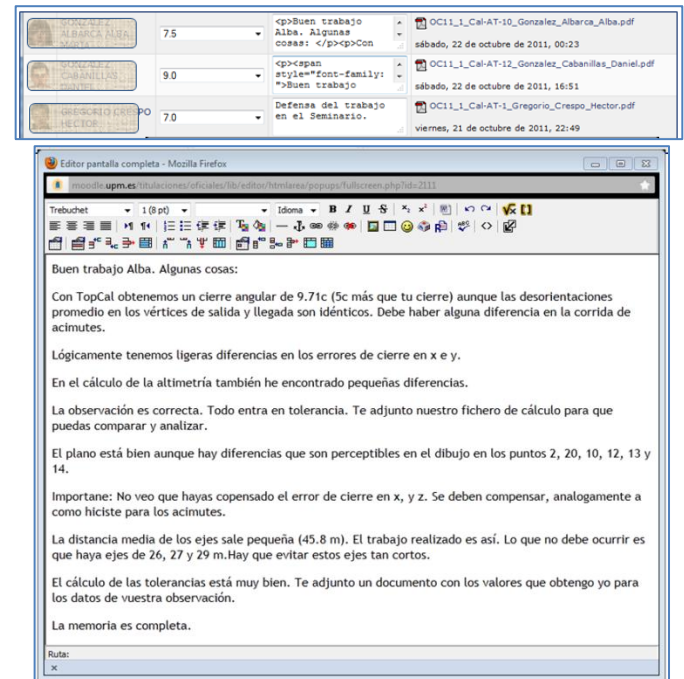 GONZALEZ
ALBARCA ALBA
MARTA
7.5
<p>Buen trabajo
Alba. Algunas
cosas: </p><p>Con
OC11_1_Cal-AT-10_Gonzalez_Albarca_Alba.pdf
sábado, 22 de octubre de 2011, 00:23
GONZALEZ
CABANILLAS
DANIEL
9.0
<p><span
style="font-family:
">Buen trabajo
OC11_1_Cal-AT-12_Gonzalez_Cabanillas_Daniel.pdf
sábado, 22 de octubre de 2011, 16:51
GREGORIO CRESPO
HECTOR
7.0
Defensa del trabajo
en el Seminario.
OC11_1_Cal-AT-1_Gregorio_Crespo_Hector.pdf
viernes, 21 de octubre de 2011, 22:49
Editor pantalla completa - Mozilla Firefox
moodle.upm.es/titulaciones/oficiales/lib/editor/htmlarea/popups/fullscreen.php?id=2111
Trebuchet 1 (8 pt) Idoma B I U S
Buen trabajo Alba. Algunas cosas:
Con TopCal obtenemos un cierre angular de 9.71c (5c más que tu cierre) aunque las desorientaciones
promedio en los vértices de salida y llegada son idénticos. Debe haber alguna diferencia en la corrida de
acimutes.
Lógicamente tenemos ligeras diferencias en los errores de cierre en x e y.
En el cálculo de la altimetría también he encontrado pequeñas diferencias.
La observación es correcta. Todo entra en tolerancia. Te adjunto nuestro fichero de cálculo para que
puedas comparar y analizar.
El plano está bien aunque hay diferencias que son perceptibles en el dibujo en los puntos 2, 20, 10, 12, 13 y
14.
Importane: No veo que hayas copensado el error de cierre en x, y z. Se deben compensar, analogamente a
como hiciste para los acimutes.
La distancia media de los ejes sale pequeña (45.8 m). El trabajo realizado es así. Lo que no debe ocurrir es
que haya ejes de 26, 27 y 29 m.Hay que evitar estos ejes tan cortos.
El cálculo de las tolerancias está muy bien. Te adjunto un documento con los valores que obtengo yo para
los datos de vuestra observación.
La memoria es completa.
Ruta: